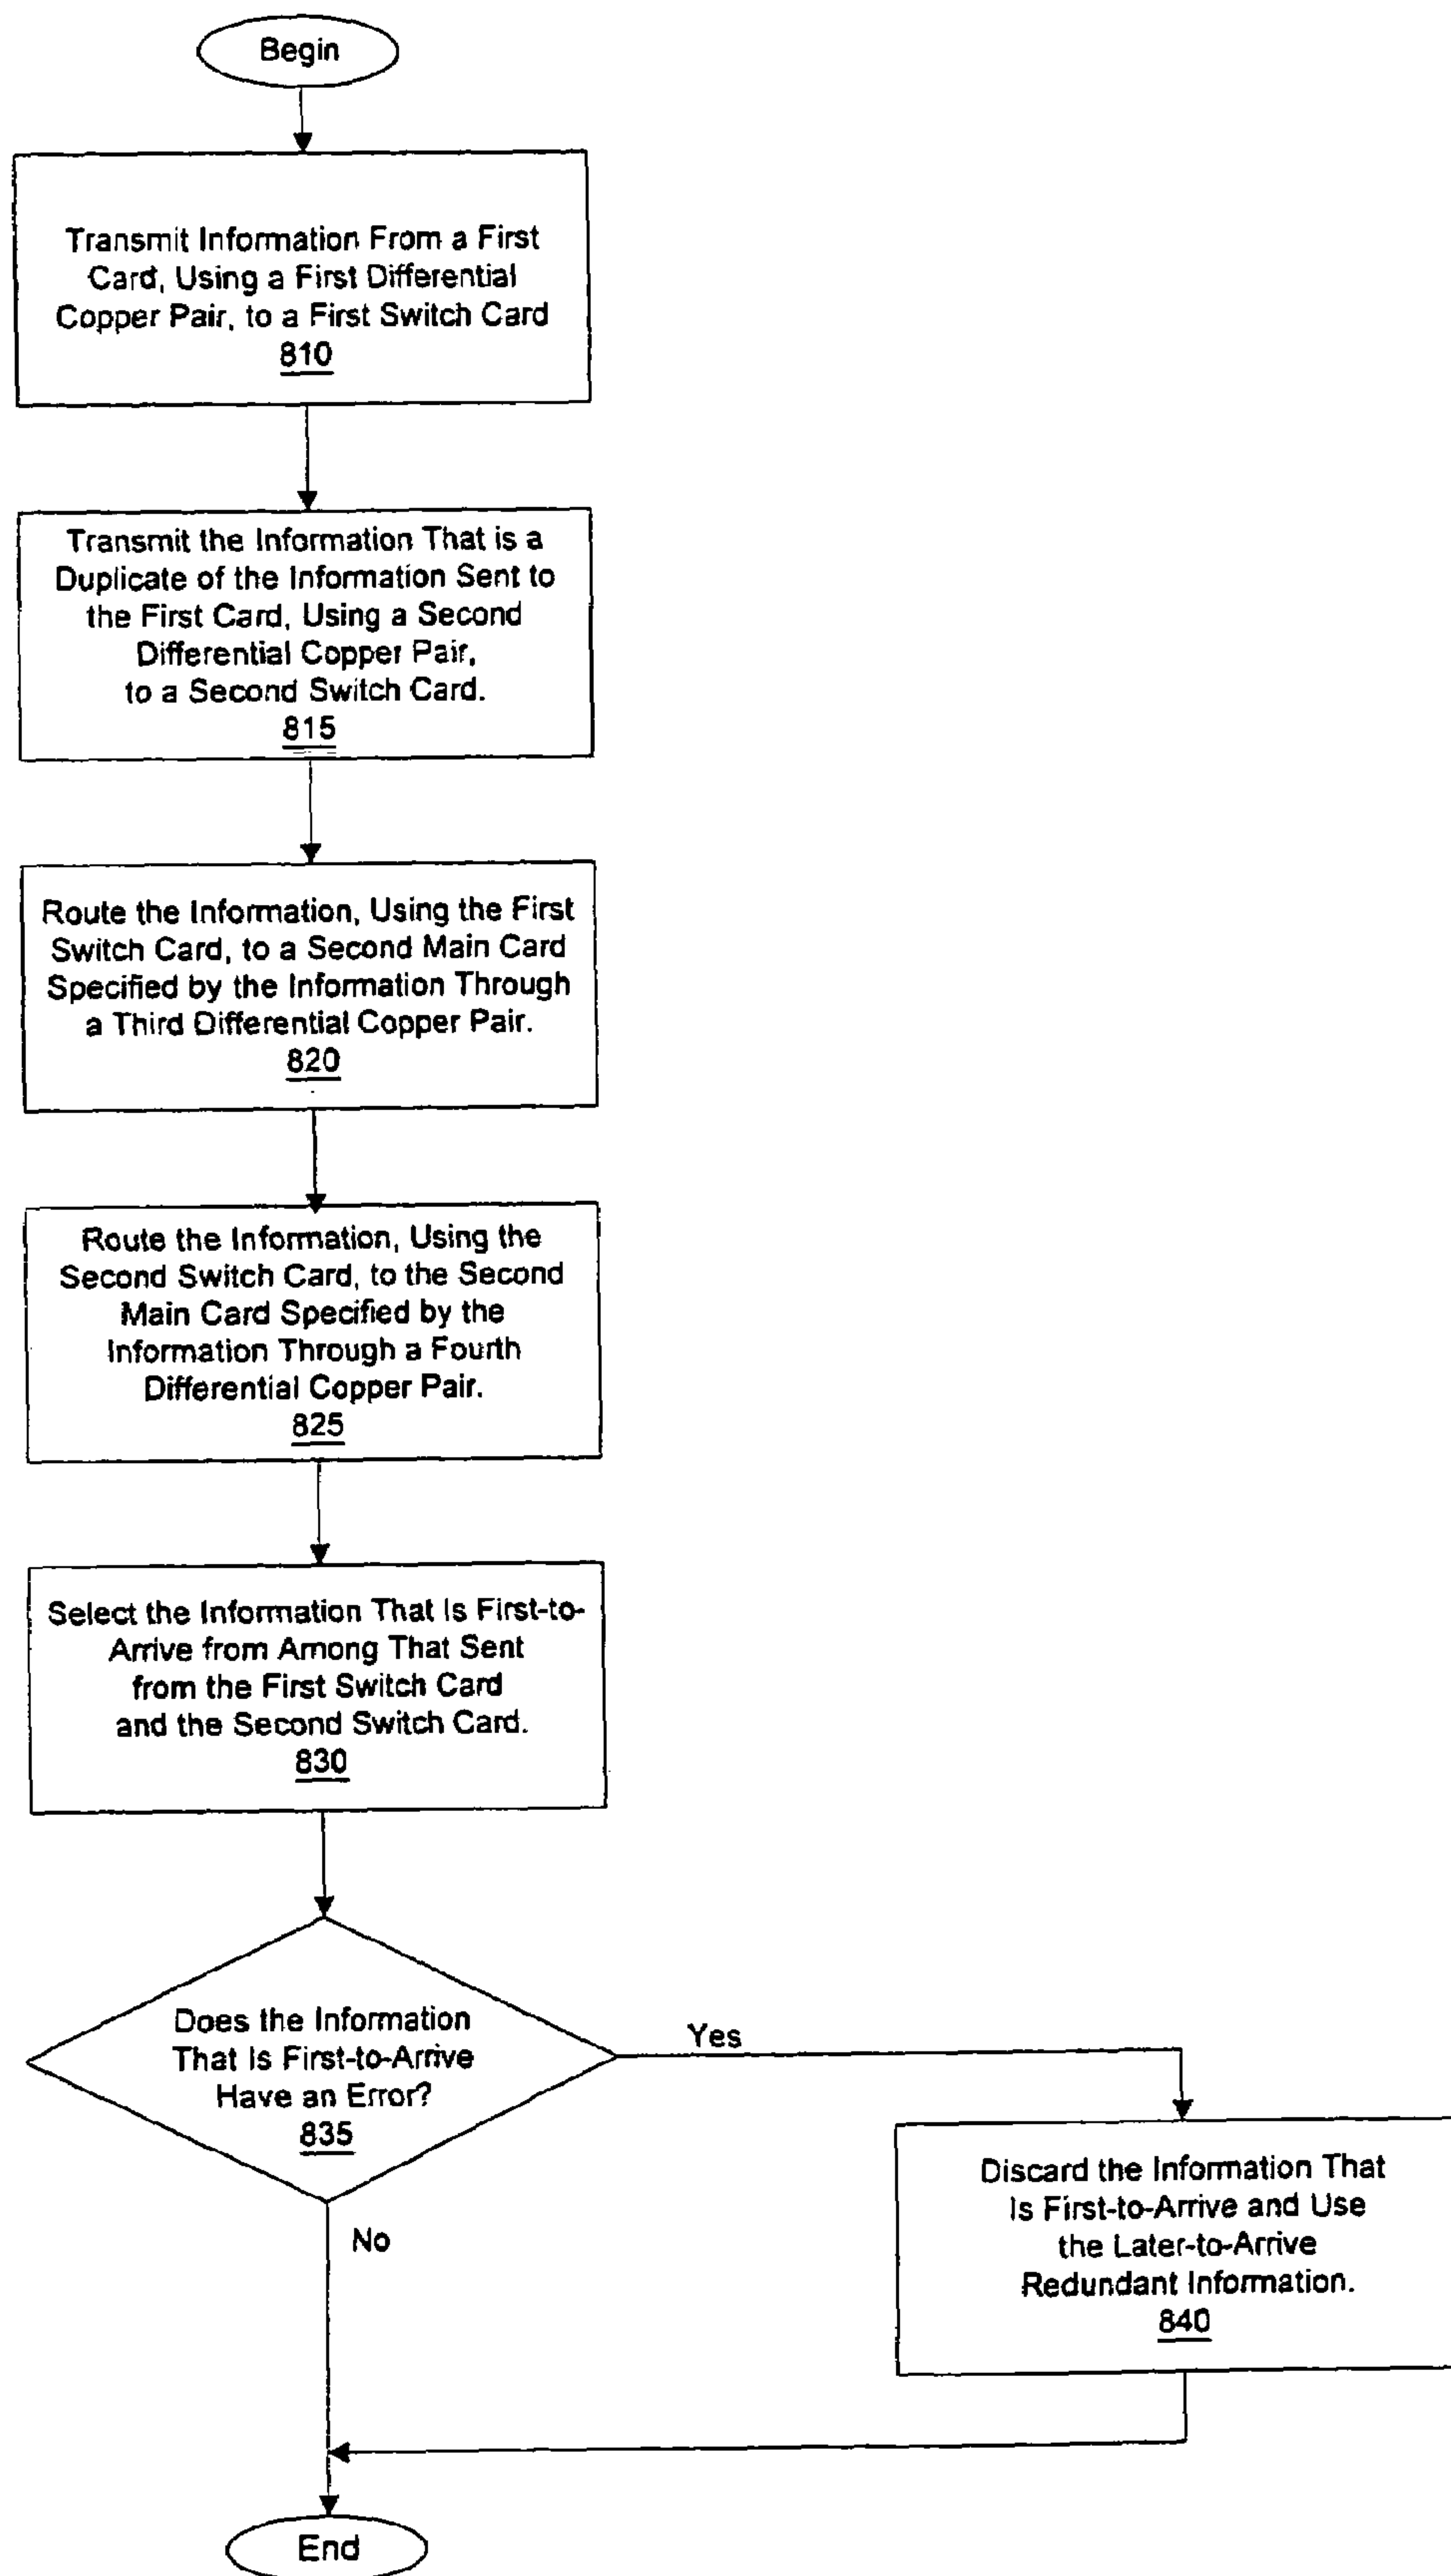 Begin
Transmit Information From a First
Card, Using a First Differential
Copper Pair, to a First Switch Card
810
Transmit the Information That is a
Duplicate of the Information Sent to
the First Card, Using a Second
Differential Copper Pair,
to a Second Switch Card.
815
Route the Information, Using the First
Switch Card, to a Second Main Card
Specified by the Information Through
a Third Differential Copper Pair.
820
Route the Information, Using the
Second Switch Card, to the Second
Main Card Specified by the
Information Through a Fourth
Differential Copper Pair.
825
Select the Information That Is First-to-
Arrive from Among That Sent
from the First Switch Card
and the Second Switch Card.
830
Does the Information
That Is First-to-Arrive
Have an Error?
835
Yes
No
Discard the Information That
Is First-to-Arrive and Use
the Later-to-Arrive
Redundant Information.
840
End